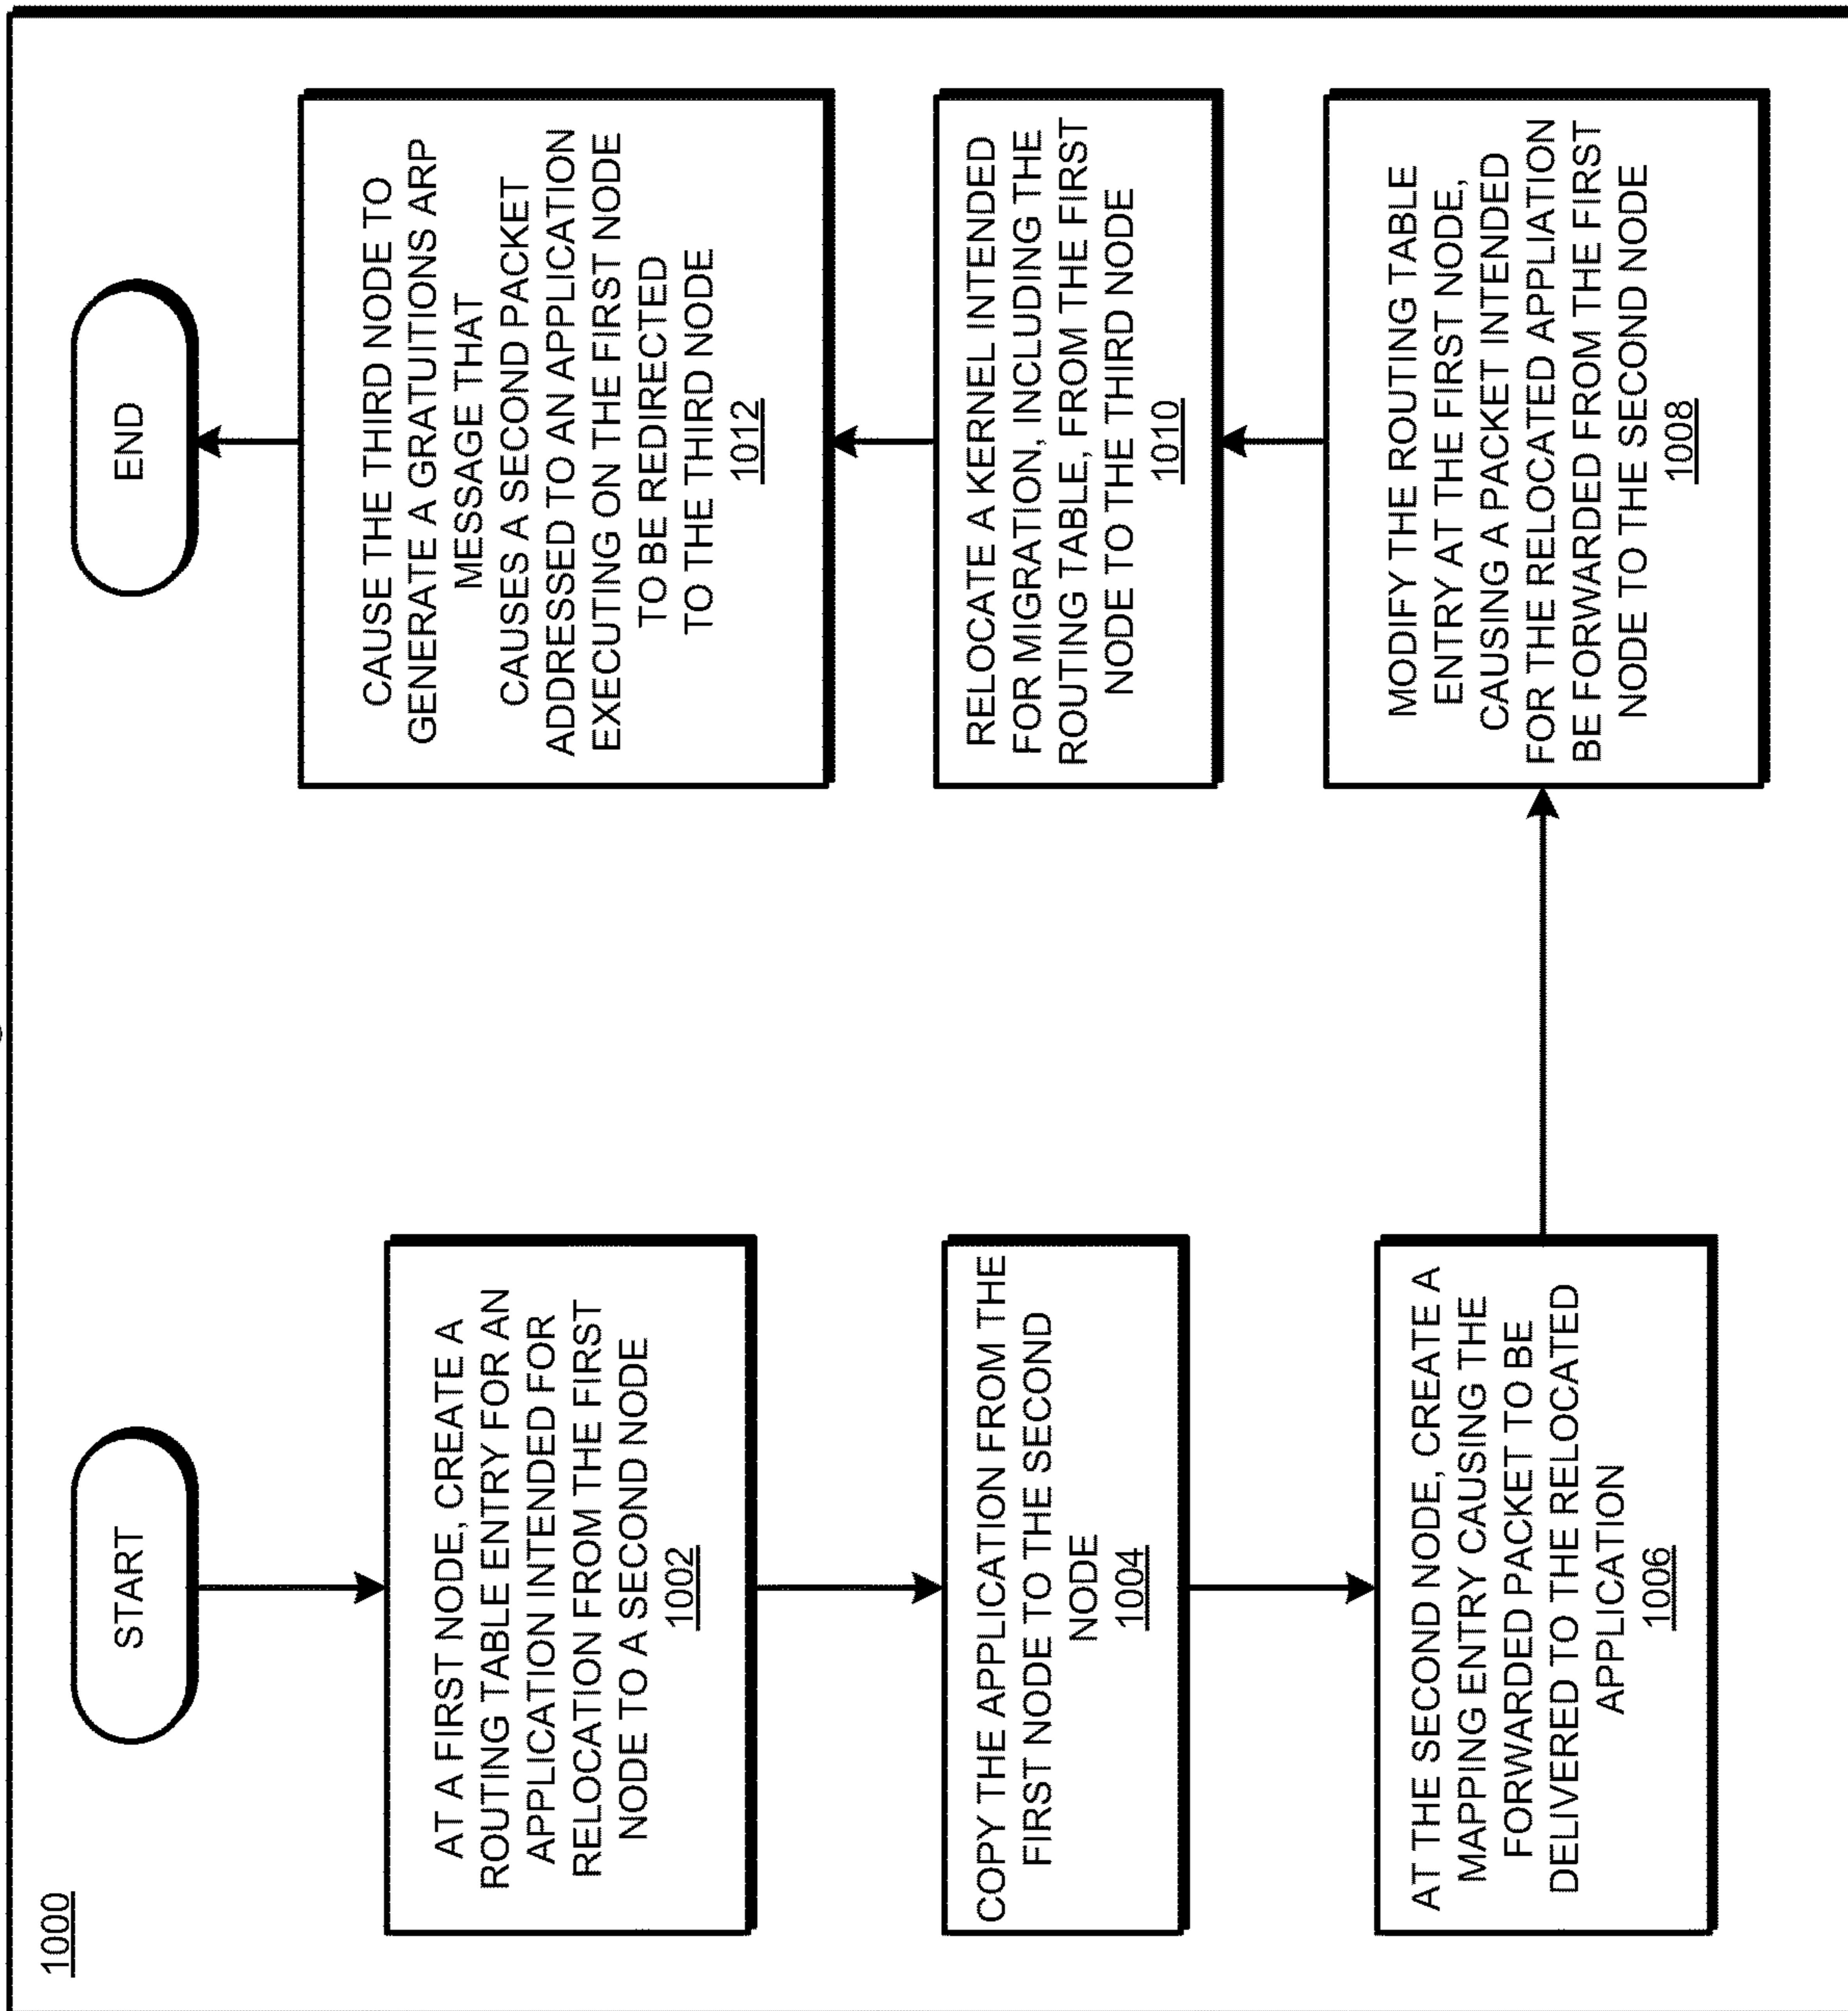 1000
START
AT A FIRST NODE, CREATE A
ROUTING TABLE ENTRY FOR AN
APPLICATION INTENDED FOR
RELOCATION FROM THE FIRST
NODE TO A SECOND NODE
1002
COPY THE APPLICATION FROM THE
FIRST NODE TO THE SECOND
NODE
1004
AT THE SECOND NODE, CREATE A
MAPPING ENTRY CAUSING THE
FORWARDED PACKET TO BE
DELIVERED TO THE RELOCATED
APPLICATION
1006
MODIFY THE ROUTING TABLE
ENTRY AT THE FIRST NODE,
CAUSING A PACKET INTENDED
FOR THE RELOCATED APPLIATION
BE FORWARDED FROM THE FIRST
NODE TO THE SECOND NODE
1008
RELOCATE A KERNEL INTENDED
FOR MIGRATION, INCLUDING THE
ROUTING TABLE, FROM THE FIRST
NODE TO THE THIRD NODE
1010
CAUSE THE THIRD NODE TO
GENERATE A GRATUITIONS ARP
MESSAGE THAT
CAUSES A SECOND PACKET
ADDRESSED TO AN APPLICATION
EXECUTING ON THE FIRST NODE
TO BE REDIRECTED
TO THE THIRD NODE
1012
END